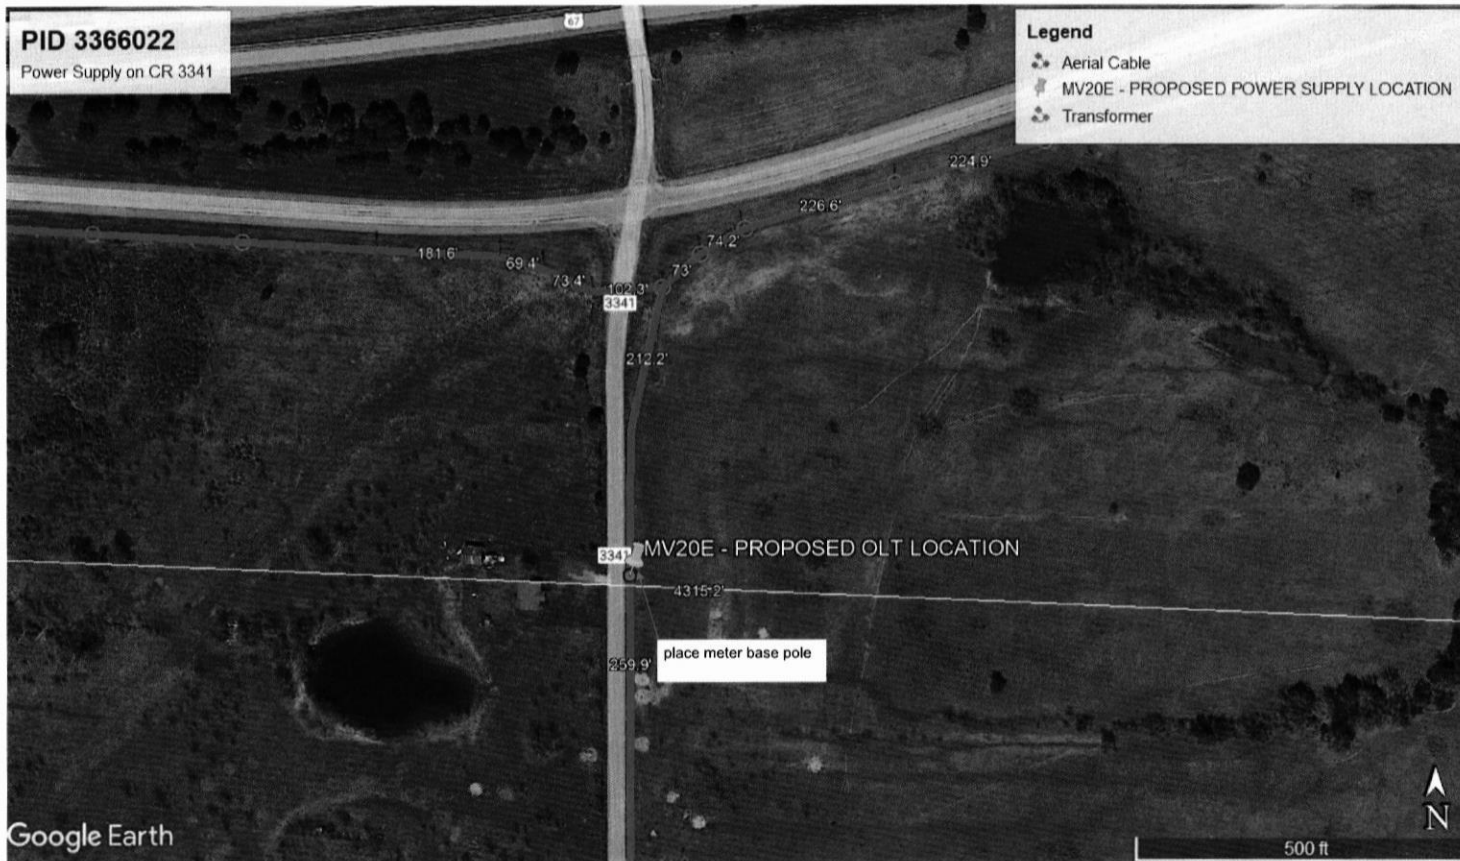 PID 3366022
Power Supply on CR 3341
67
Legend
Aerial Cable
MV20E - PROPOSED POWER SUPPLY LOCATION
Transformer
224.9'
226.6'
74.2'
73'
181.6'
69.4'
73.4'
102.3'
3341
212.2'
3341
MV20E - PROPOSED OLT LOCATION
4315.2'
place meter base pole
259.9'
Google Earth
N
500 ft